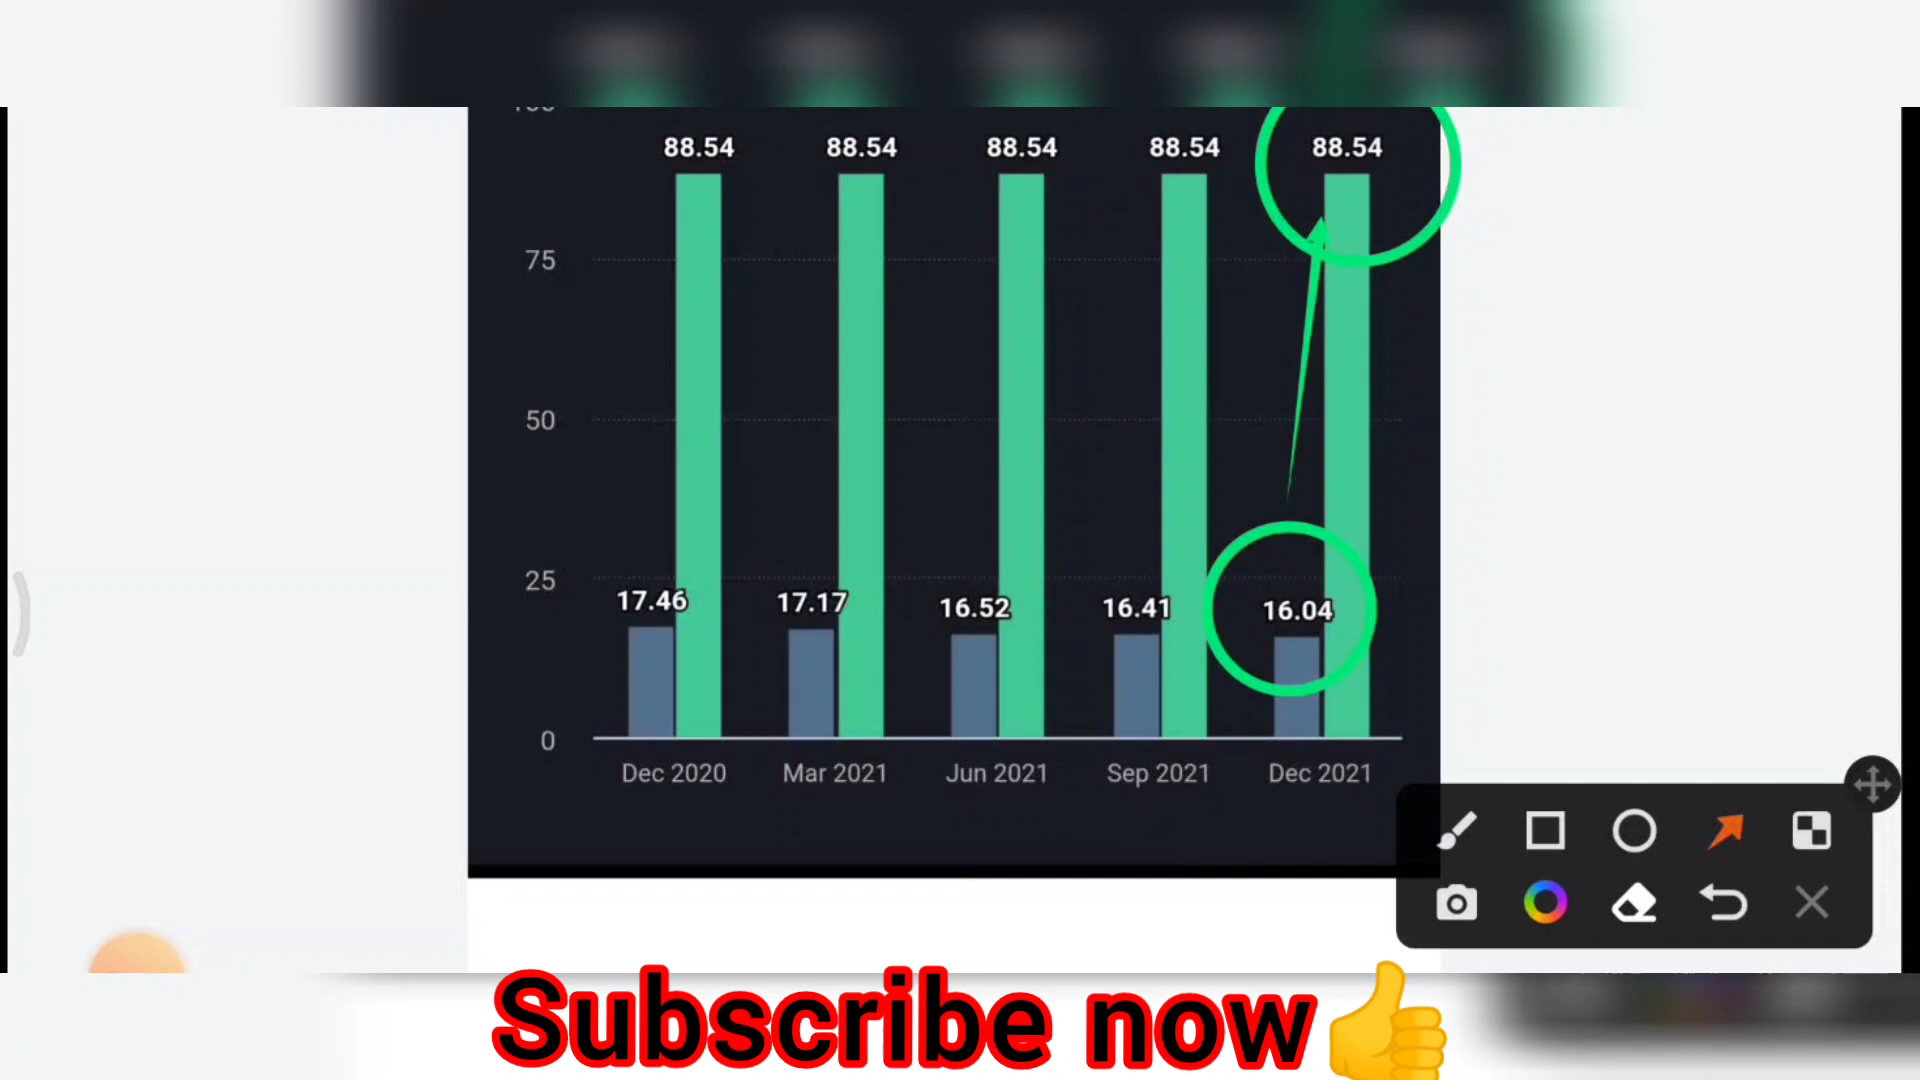 88.54 88.54 88.54 88.54 88.54
75
50
25
17.46 17.17 16.52 16.41 16.04
0
Dec 2020 Mar 2021 Jun 2021 Sep 2021 Dec 2021
Subscribe now👍